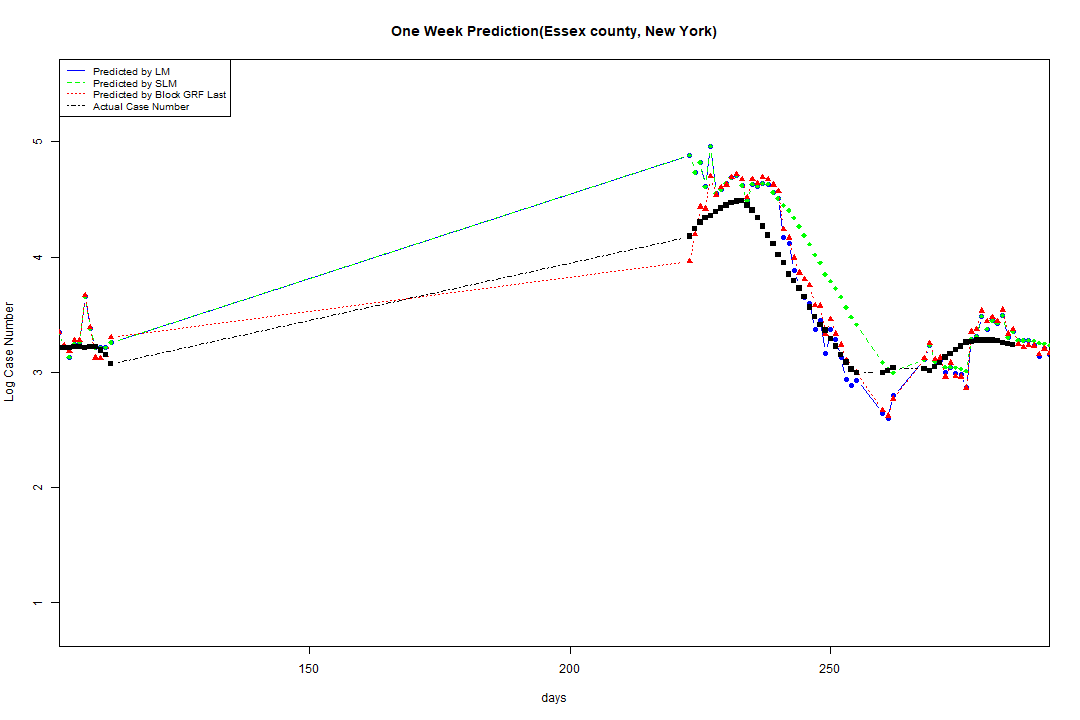 One Week Prediction(Essex county, New York)
Predicted by LM
Predicted by SLM
Predicted by Block GRF Last
Actual Case Number
5
4
3
2
1
Log Case Number
150
200
250
days